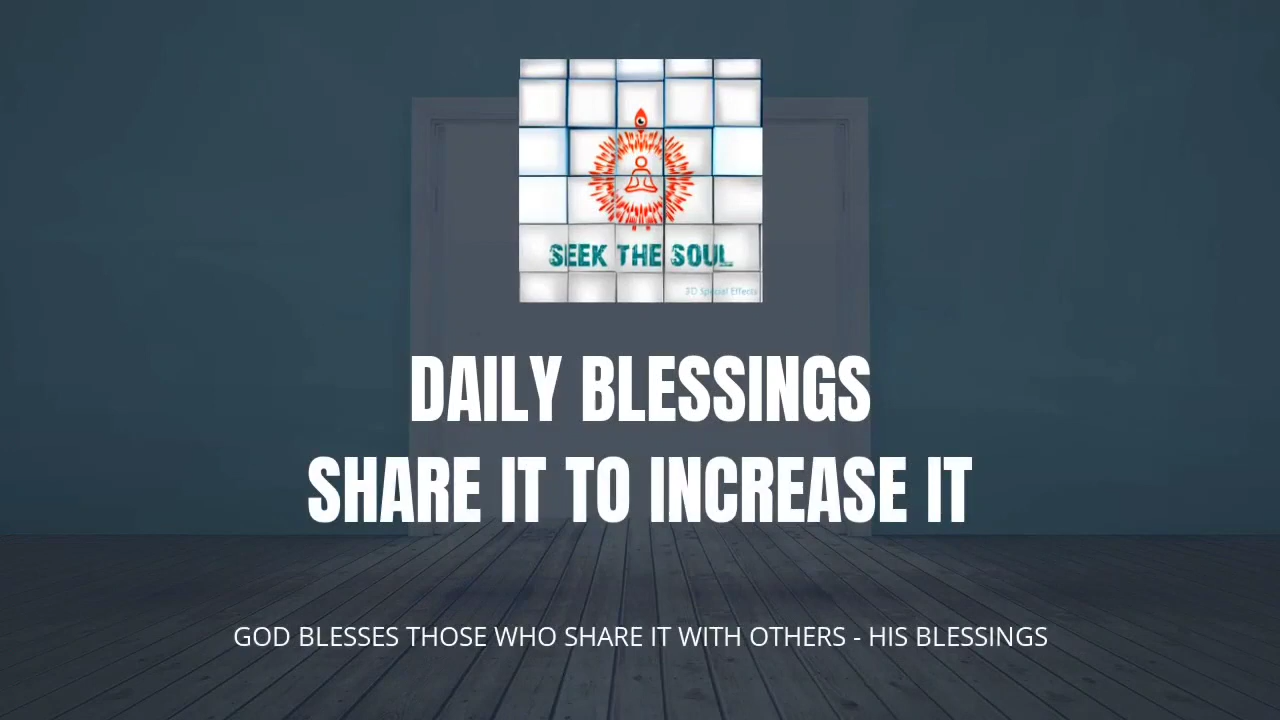 SEEK THE SOUL
3D Special Effects
DAILY BLESSINGS
SHARE IT TO INCREASE IT
GOD BLESSES THOSE WHO SHARE IT WITH OTHERS - HIS BLESSINGS